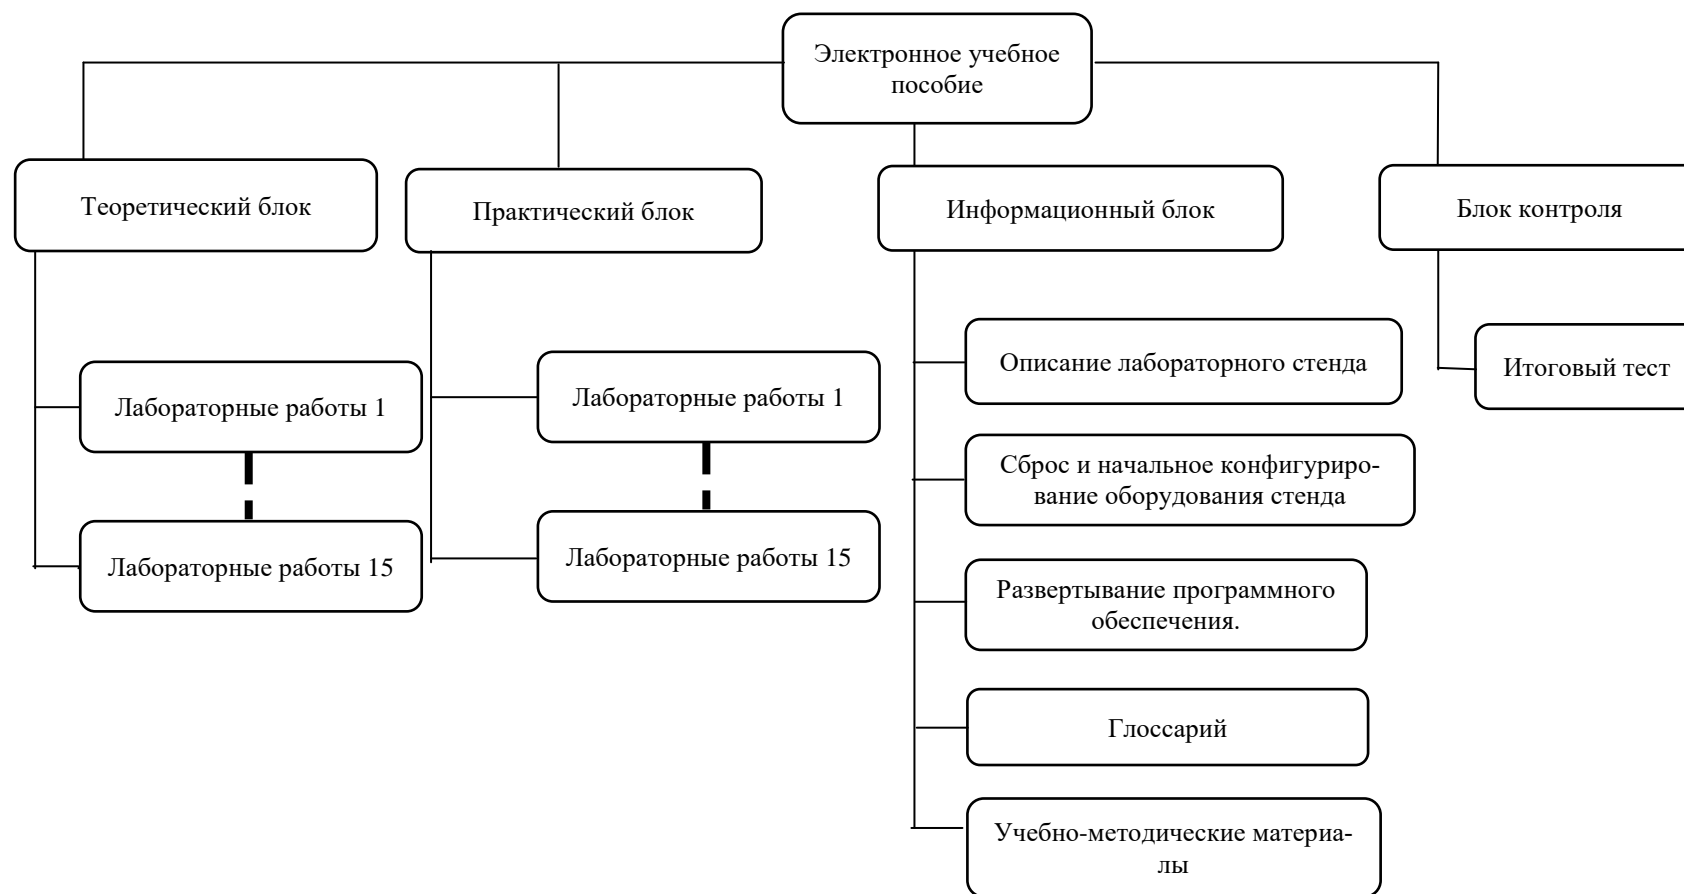 Электронное учебное
пособие
Теоретический блок
Практический блок
Информационный блок
Блок контроля
Лабораторные работы 1
Лабораторные работы 15
Лабораторные работы 1
Лабораторные работы 15
Описание лабораторного стенда
Сброс и начальное конфигуриро-
вание оборудования стенда
Развертывание программного
обеспечения.
Глоссарий
Учебно-методические материа-
лы
Итоговый тест